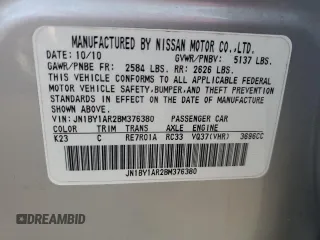 MANUFACTURED BY NISSAN MOTOR CO.,LTD.
DATE: 10/10 GVWR/PNBV: 5137 LBS.
GAWR/PNBE FR: 2584 LBS. RR: 2626 LBS.
THIS VEHICLE CONFORMS TO ALL APPLICABLE FEDERAL
MOTOR VEHICLE SAFETY,BUMPER,AND THEFT
PREVENTION STANDARDS IN EFFECT ON THE DATE OF MANUFACTURE
SHOWN ABOVE.
VIN: JN1BV1AR2BM376380 PASSENGER CAR
COLOR TRIM TRANS AXLE ENGINE
K23 C RE7R01A RC33 VQ37(VHR) 3696CC
JN1BV1AR2BM376380
DREAMBID